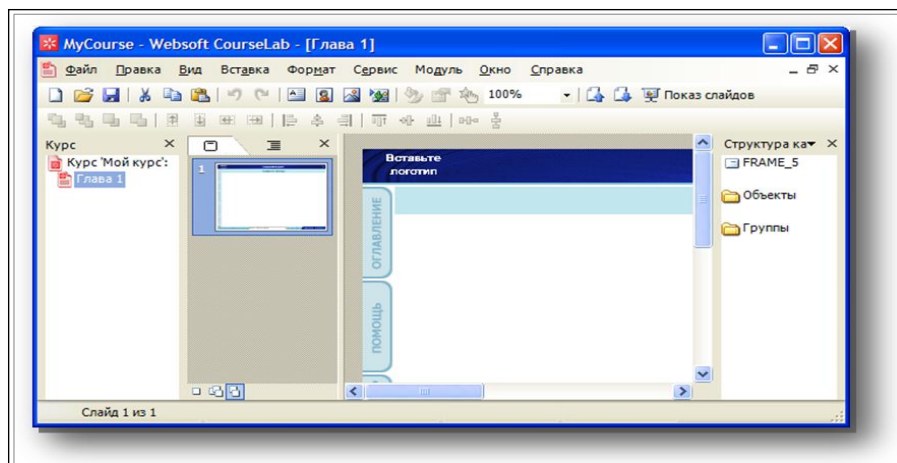 MyCourse - Websoft CourseLab - [Глава 1]
Файл Правка Вид Вставка Формат Сервис Модуль Окно Справка
100% Показ слайдов
Курс
Курс 'Мой курс':
Глава 1
1
Вставьте
логотип
ОГЛАВЛЕНИЕ
ПОМОЩЬ
Структура ка
FRAME_5
Объекты
Группы
Слайд 1 из 1